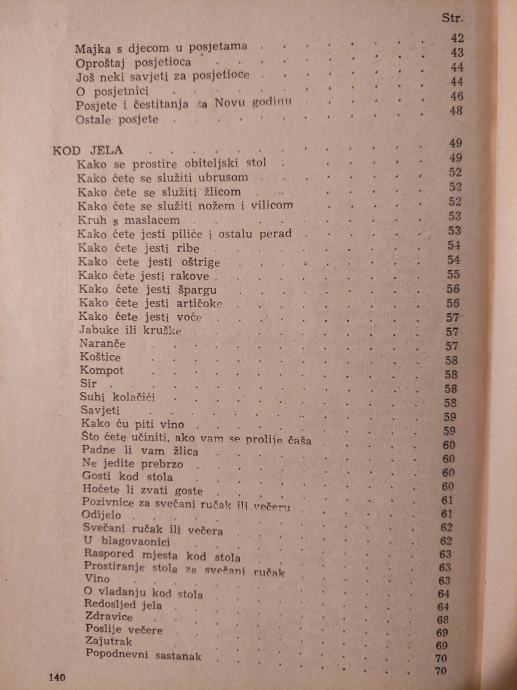 Str.
Majka s djecom u posjetama . . . . . . . 42
Oproštaj posjetioca . . . . . . . 43
Još neki savjeti za posjetioce . . . . . . . 44
O posjetnici . . . . . . . 44
Posjete i čestitanja za Novu godinu . . . . . . 46
Ostale posjete . . . . . . . 48
KOD JELA . . . . . . . 49
Kako se prostire obiteljski stol . . . . . . 49
Kako ćete se služiti ubrusom . . . . . . 52
Kako ćete se služiti žlicom . . . . . . 52
Kako ćete se služiti nožem i vilicom . . . . . 52
Kruh s maslacem . . . . . . . 53
Kako ćete jesti piliće i ostalu perad . . . . . 53
Kako ćete jesti ribe . . . . . . . 54
Kako ćete jesti oštrige . . . . . . 54
Kako ćete jesti rakove . . . . . . . 55
Kako ćete jesti špargu . . . . . . 56
Kako ćete jesti artičoke . . . . . . 56
Kako ćete jesti voće . . . . . . . 57
Jabuke ili kruške . . . . . . . 57
Naranče . . . . . . . 57
Koštice . . . . . . . 58
Kompot . . . . . . . 58
Sir . . . . . . . 58
Suhi kolačići . . . . . . . 58
Savjeti . . . . . . . 59
Kako ću piti vino . . . . . . . 59
Što ćete učiniti, ako vam se prolije čaša . . . . 60
Padne li vam žlica . . . . . . . 60
Ne jedite prebrzo . . . . . . . 60
Gosti kod stola . . . . . . . 60
Hoćete li zvati goste . . . . . . . 61
Pozivnice za svečani ručak ili večeru . . . . . 61
Odijelo . . . . . . . 62
Svečani ručak ili večera . . . . . . 62
U blagovaonici . . . . . . . 63
Raspored mjesta kod stola . . . . . . 63
Prostiranje stola za svečani ručak . . . . . 63
Vino . . . . . . . 64
O vladanju kod stola . . . . . . . 64
Redosljed jela . . . . . . . 68
Zdravice . . . . . . . 69
Poslije večere . . . . . . . 69
Zajutrak . . . . . . . 70
Popodnevni sastanak . . . . . . . 70
140